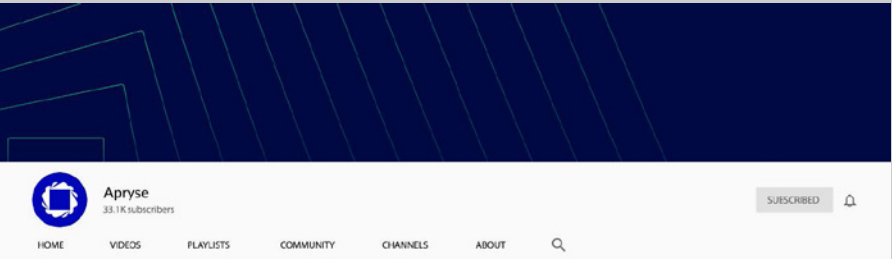 Apryse
33.1K subscribers
SUBSCRIBED
HOME VIDEOS PLAYLISTS COMMUNITY CHANNELS ABOUT